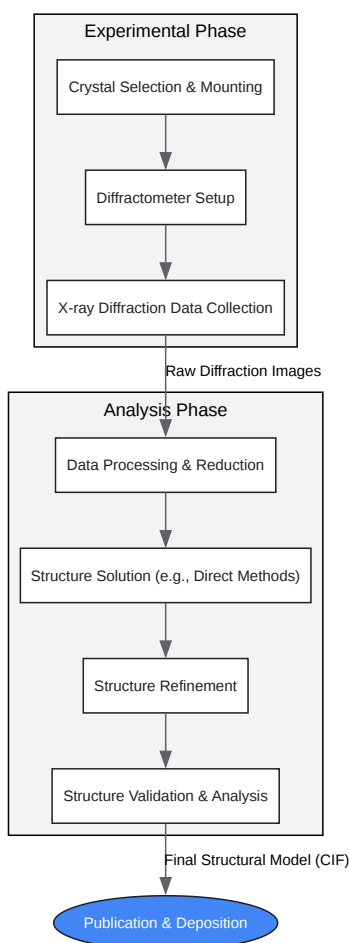 Experimental Phase
Crystal Selection & Mounting
Diffractometer Setup
X-ray Diffraction Data Collection
Raw Diffraction Images
Analysis Phase
Data Processing & Reduction
Structure Solution (e.g., Direct Methods)
Structure Refinement
Structure Validation & Analysis
Final Structural Model (CIF)
Publication & Deposition